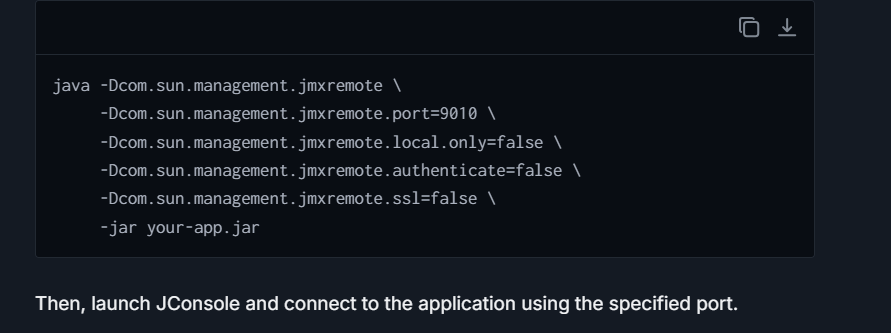 java -Dcom.sun.management.jmxremote \
-Dcom.sun.management.jmxremote.port=9010 \
-Dcom.sun.management.jmxremote.local.only=false \
-Dcom.sun.management.jmxremote.authenticate=false \
-Dcom.sun.management.jmxremote.ssl=false \
-jar your-app.jar
Then, launch JConsole and connect to the application using the specified port.